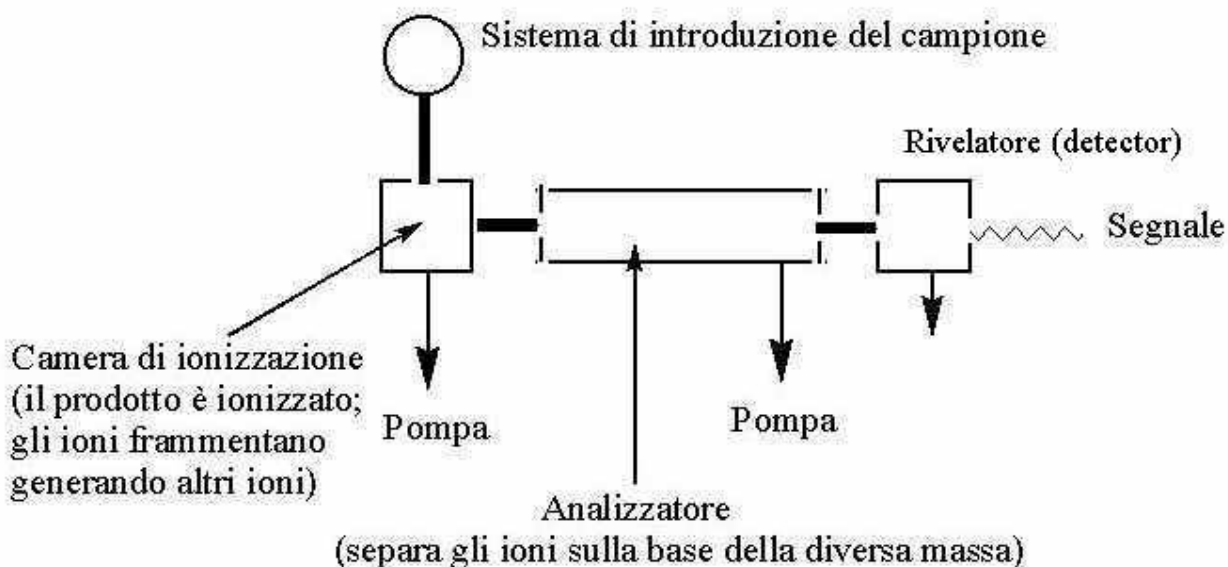 Sistema di introduzione del campione
Rivelatore (detector)
Segnale
Camera di ionizzazione
(il prodotto è ionizzato;
gli ioni frammentano
generando altri ioni)
Pompa
Pompa
Analizzatore
(separa gli ioni sulla base della diversa massa)